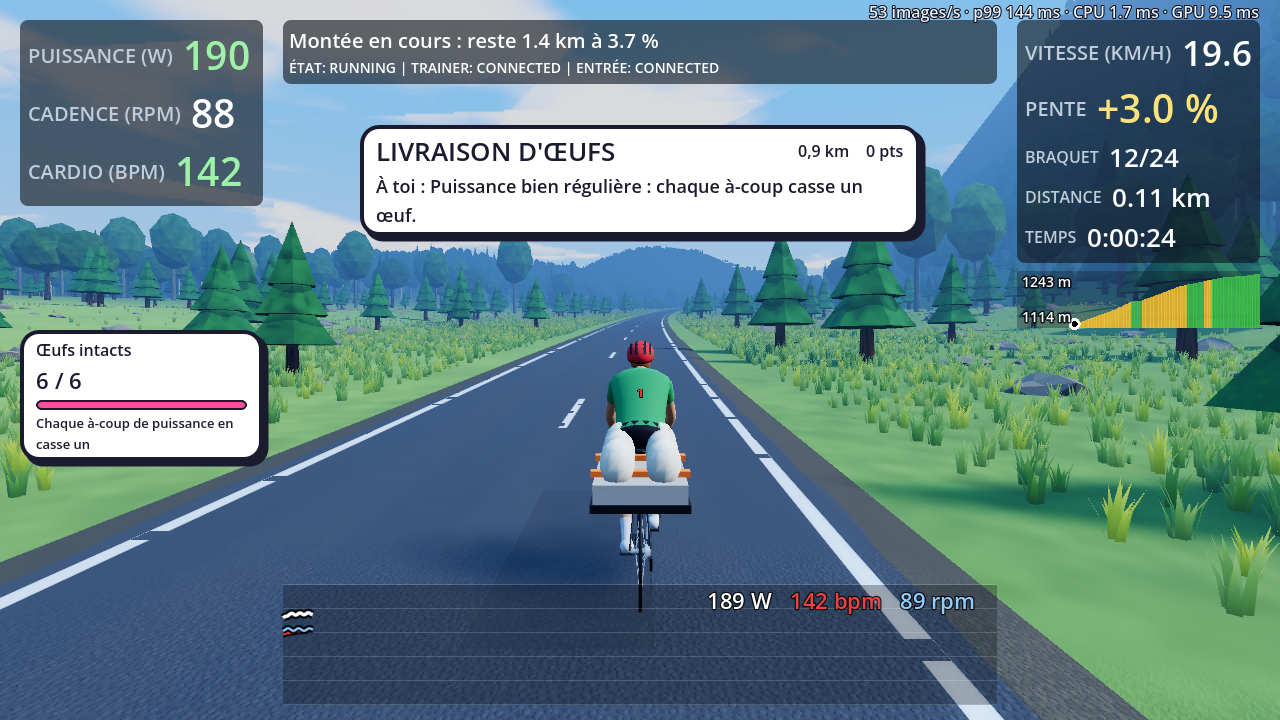 53 images/s · p99 144 ms · CPU 1.7 ms · GPU 9.5 ms
PUISSANCE (W) 190
CADENCE (RPM) 88
CARDIO (BPM) 142
Montée en cours : reste 1.4 km à 3.7 %
ÉTAT: RUNNING | TRAINER: CONNECTED | ENTRÉE: CONNECTED
VITESSE (KM/H) 19.6
PENTE +3.0 %
BRAQUET 12/24
DISTANCE 0.11 km
TEMPS 0:00:24
1243 m
1114 m
LIVRAISON D'ŒUFS 0,9 km 0 pts
À toi : Puissance bien régulière : chaque à-coup casse un
œuf.
Œufs intacts
6 / 6
Chaque à-coup de puissance en
casse un
1
189 W 142 bpm 89 rpm